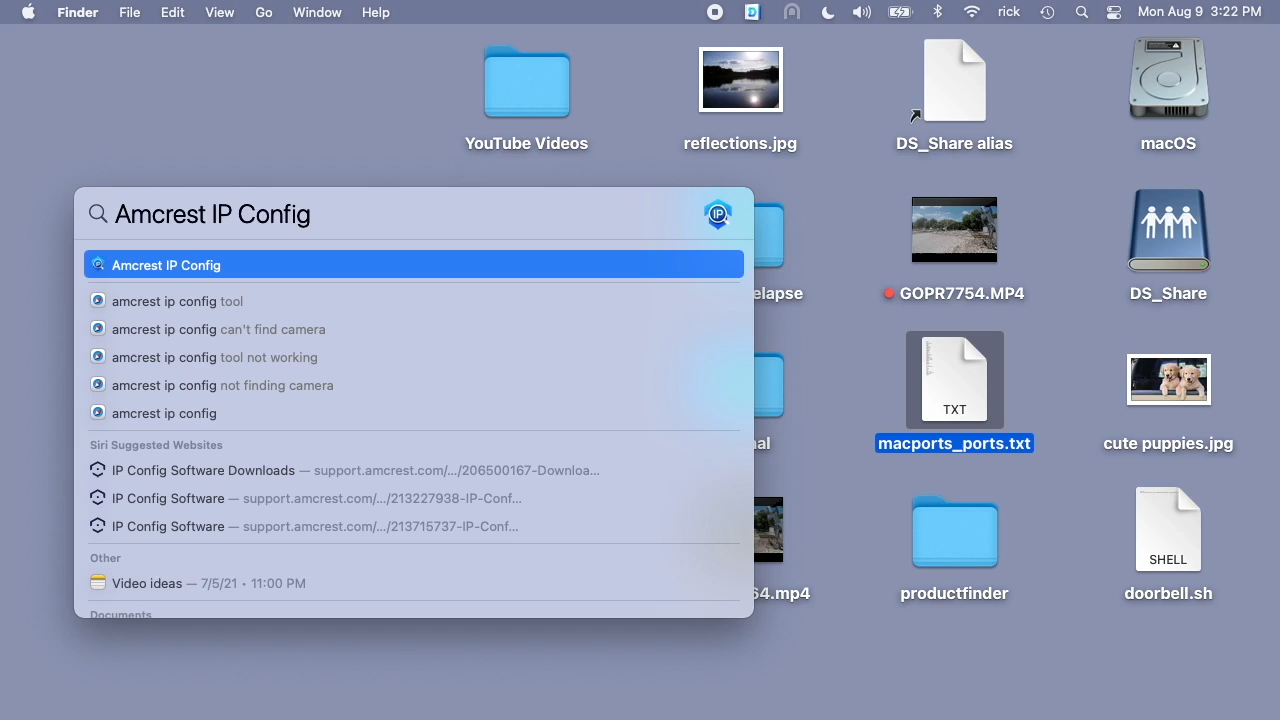 Finder File Edit View Go Window Help
D rick Mon Aug 9 3:22 PM
YouTube Videos
reflections.jpg
DS_Share alias
macOS
Amcrest IP Config
IP
Amcrest IP Config
amcrest ip config tool
amcrest ip config can't find camera
amcrest ip config tool not working
amcrest ip config not finding camera
amcrest ip config
Siri Suggested Websites
IP Config Software Downloads — support.amcrest.com/.../206500167-Downloa...
IP Config Software — support.amcrest.com/.../213227938-IP-Conf...
IP Config Software — support.amcrest.com/.../213715737-IP-Conf...
Other
Video ideas — 7/5/21 • 11:00 PM
Documents
elapse
GOPR7754.MP4
DS_Share
al
TXT
macports_ports.txt
cute puppies.jpg
64.mp4
productfinder
SHELL
doorbell.sh